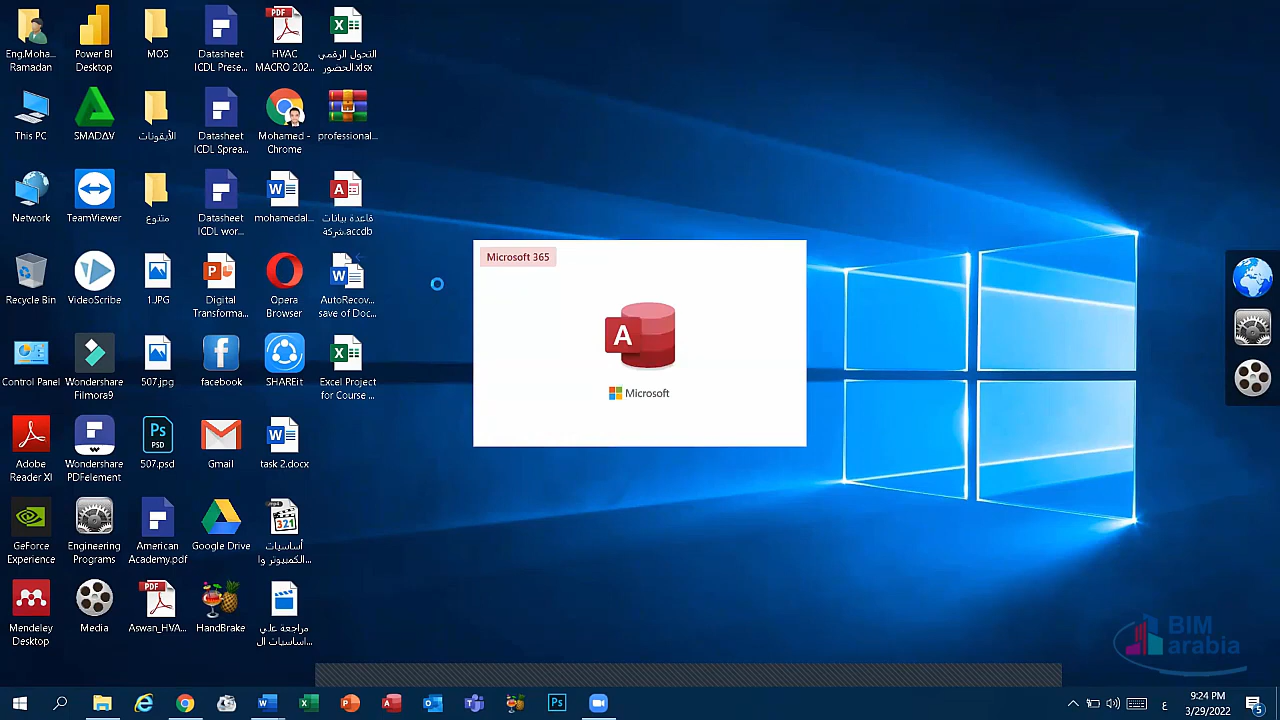 Eng.Moha...
Ramadan
Power BI
Desktop
MOS
Datasheet
ICDL Prese...
PDF
HVAC
MACRO 202...
التحول الرقمي
الحضور.xlsx
This PC
SMADAV
الأيقونات
Datasheet
ICDL Sprea...
Mohamed -
Chrome
professional...
Network
TeamViewer
متنوع
Datasheet
ICDL wor...
mohamedal...
قاعدة بيانات
شركة.accdb
Recycle Bin
VideoScribe
1.JPG
Digital
Transforma...
Opera
Browser
AutoRecov...
save of Doc...
Control Panel
Wondershare
Filmora9
507.jpg
facebook
SHAREit
Excel Project
for Course ...
Adobe
Reader XI
Wondershare
PDFelement
Ps
PSD
507.psd
Gmail
task 2.docx
GeForce
Experience
Engineering
Programs
American
Academy.pdf
Google Drive
321
أساسيات
الكمبيوتر وا...
Mendeley
Desktop
Media
PDF
Aswan_HVA...
HandBrake
مراجعة علي
اساسيات ال...
Microsoft 365
A
Microsoft
BIM
arabia
Ps
ع
9:24 PM
3/29/2022
5